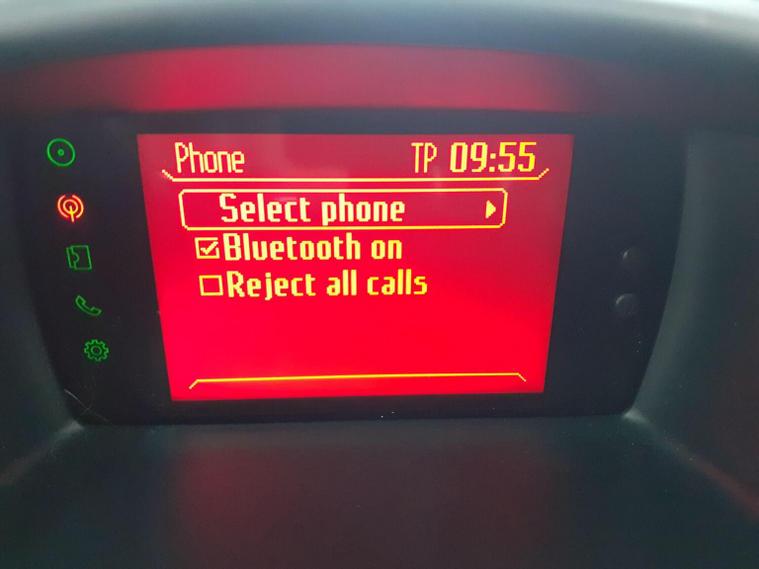 Phone TP 09:55
Select phone
Bluetooth on
Reject all calls